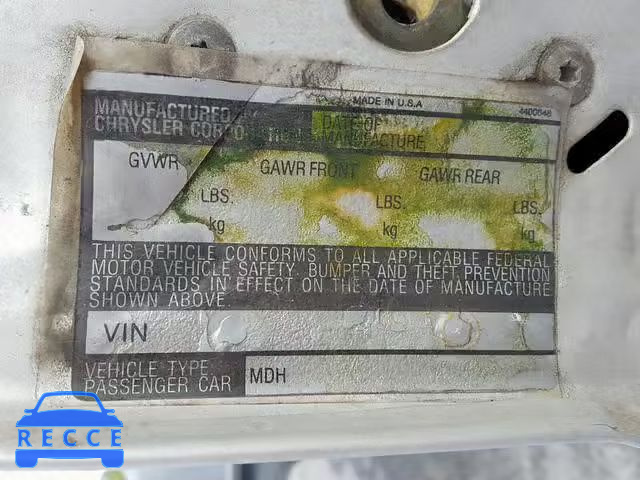 MADE IN U.S.A
4400648
MANUFACTURED
CHRYSLER CORPO
DATE OF
MANUFACTURE
GVWR
GAWR FRONT
GAWR REAR
LBS. LBS. LBS.
kg kg kg
THIS VEHICLE CONFORMS TO ALL APPLICABLE FEDERAL
MOTOR VEHICLE SAFETY, BUMPER AND THEFT PREVENTION
STANDARDS IN EFFECT ON THE DATE OF MANUFACTURE
SHOWN ABOVE.
VIN
VEHICLE TYPE
PASSENGER CAR
MDH
RECCE